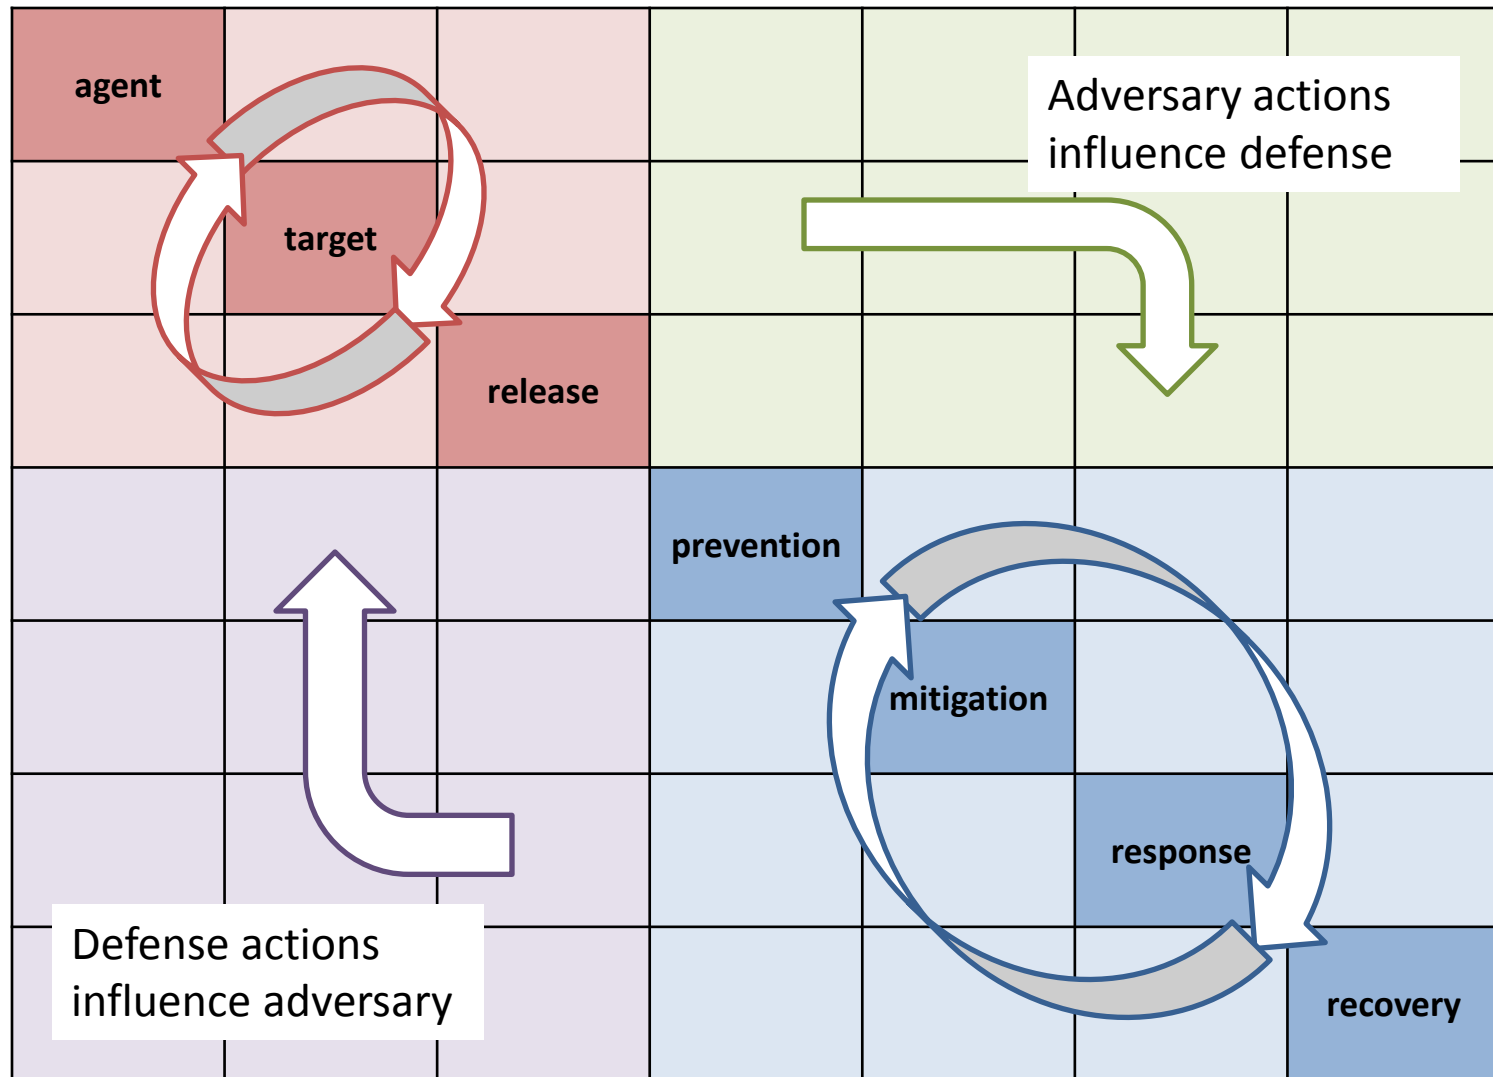 agent
Adversary actions
influence defense
target
release
prevention
mitigation
response
Defense actions
influence adversary
recovery